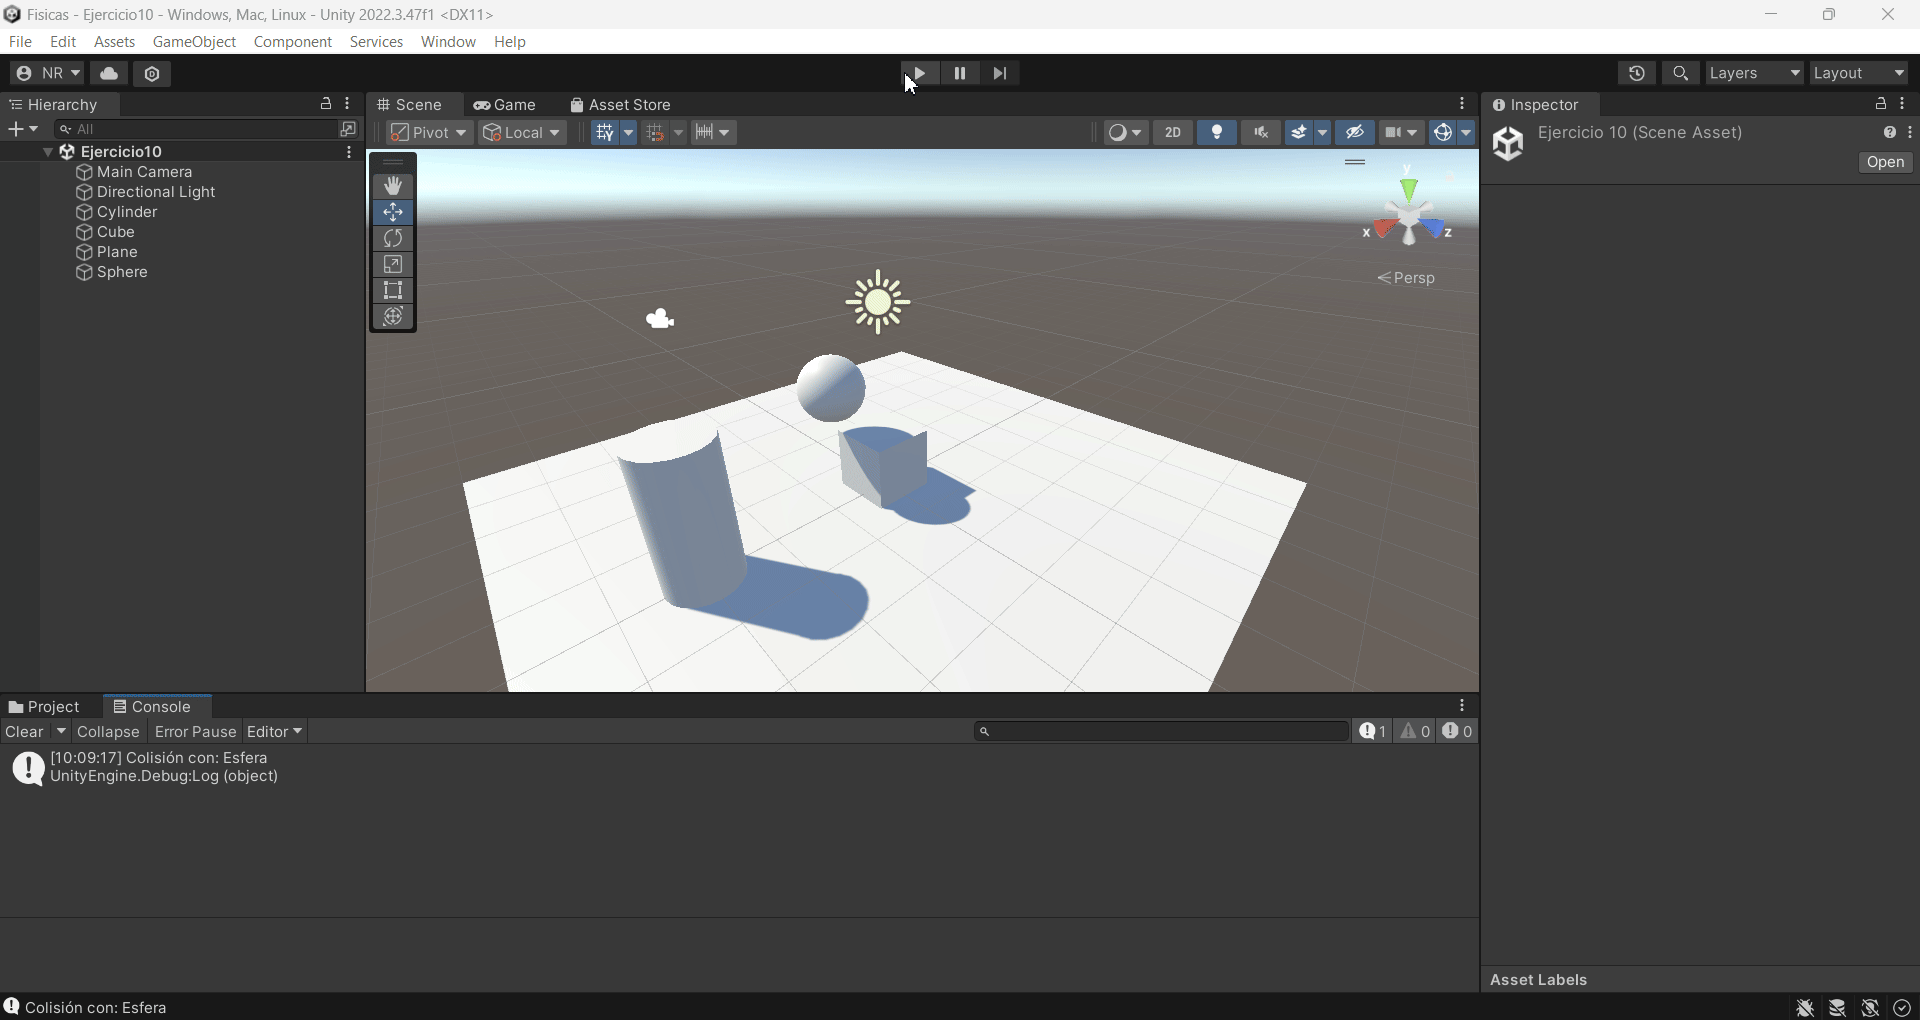 Fisicas - Ejercicio10 - Windows, Mac, Linux - Unity 2022.3.47f1 <DX11>
File Edit Assets GameObject Component Services Window Help
NR Layers Layout
Hierarchy Scene Game Asset Store Inspector
All Pivot Local 2D Ejercicio 10 (Scene Asset)
Open
Ejercicio10
Main Camera
Directional Light
Cylinder
Cube
Plane
Sphere
y
x z
Persp
Project Console
Clear Collapse Error Pause Editor 1 0 0
[10:09:17] Colisión con: Esfera
UnityEngine.Debug:Log (object)
Asset Labels
Colisión con: Esfera